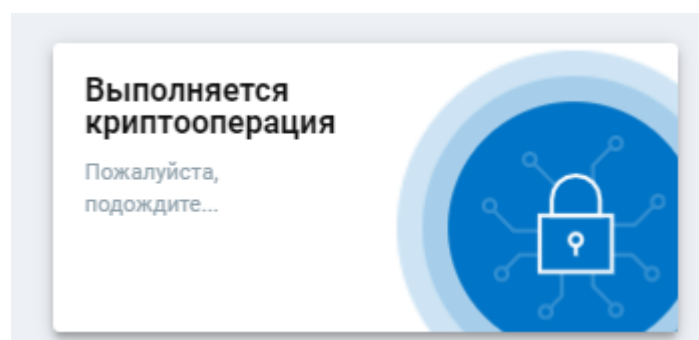 Выполняется
криптооперация
Пожалуйста,
подождите...